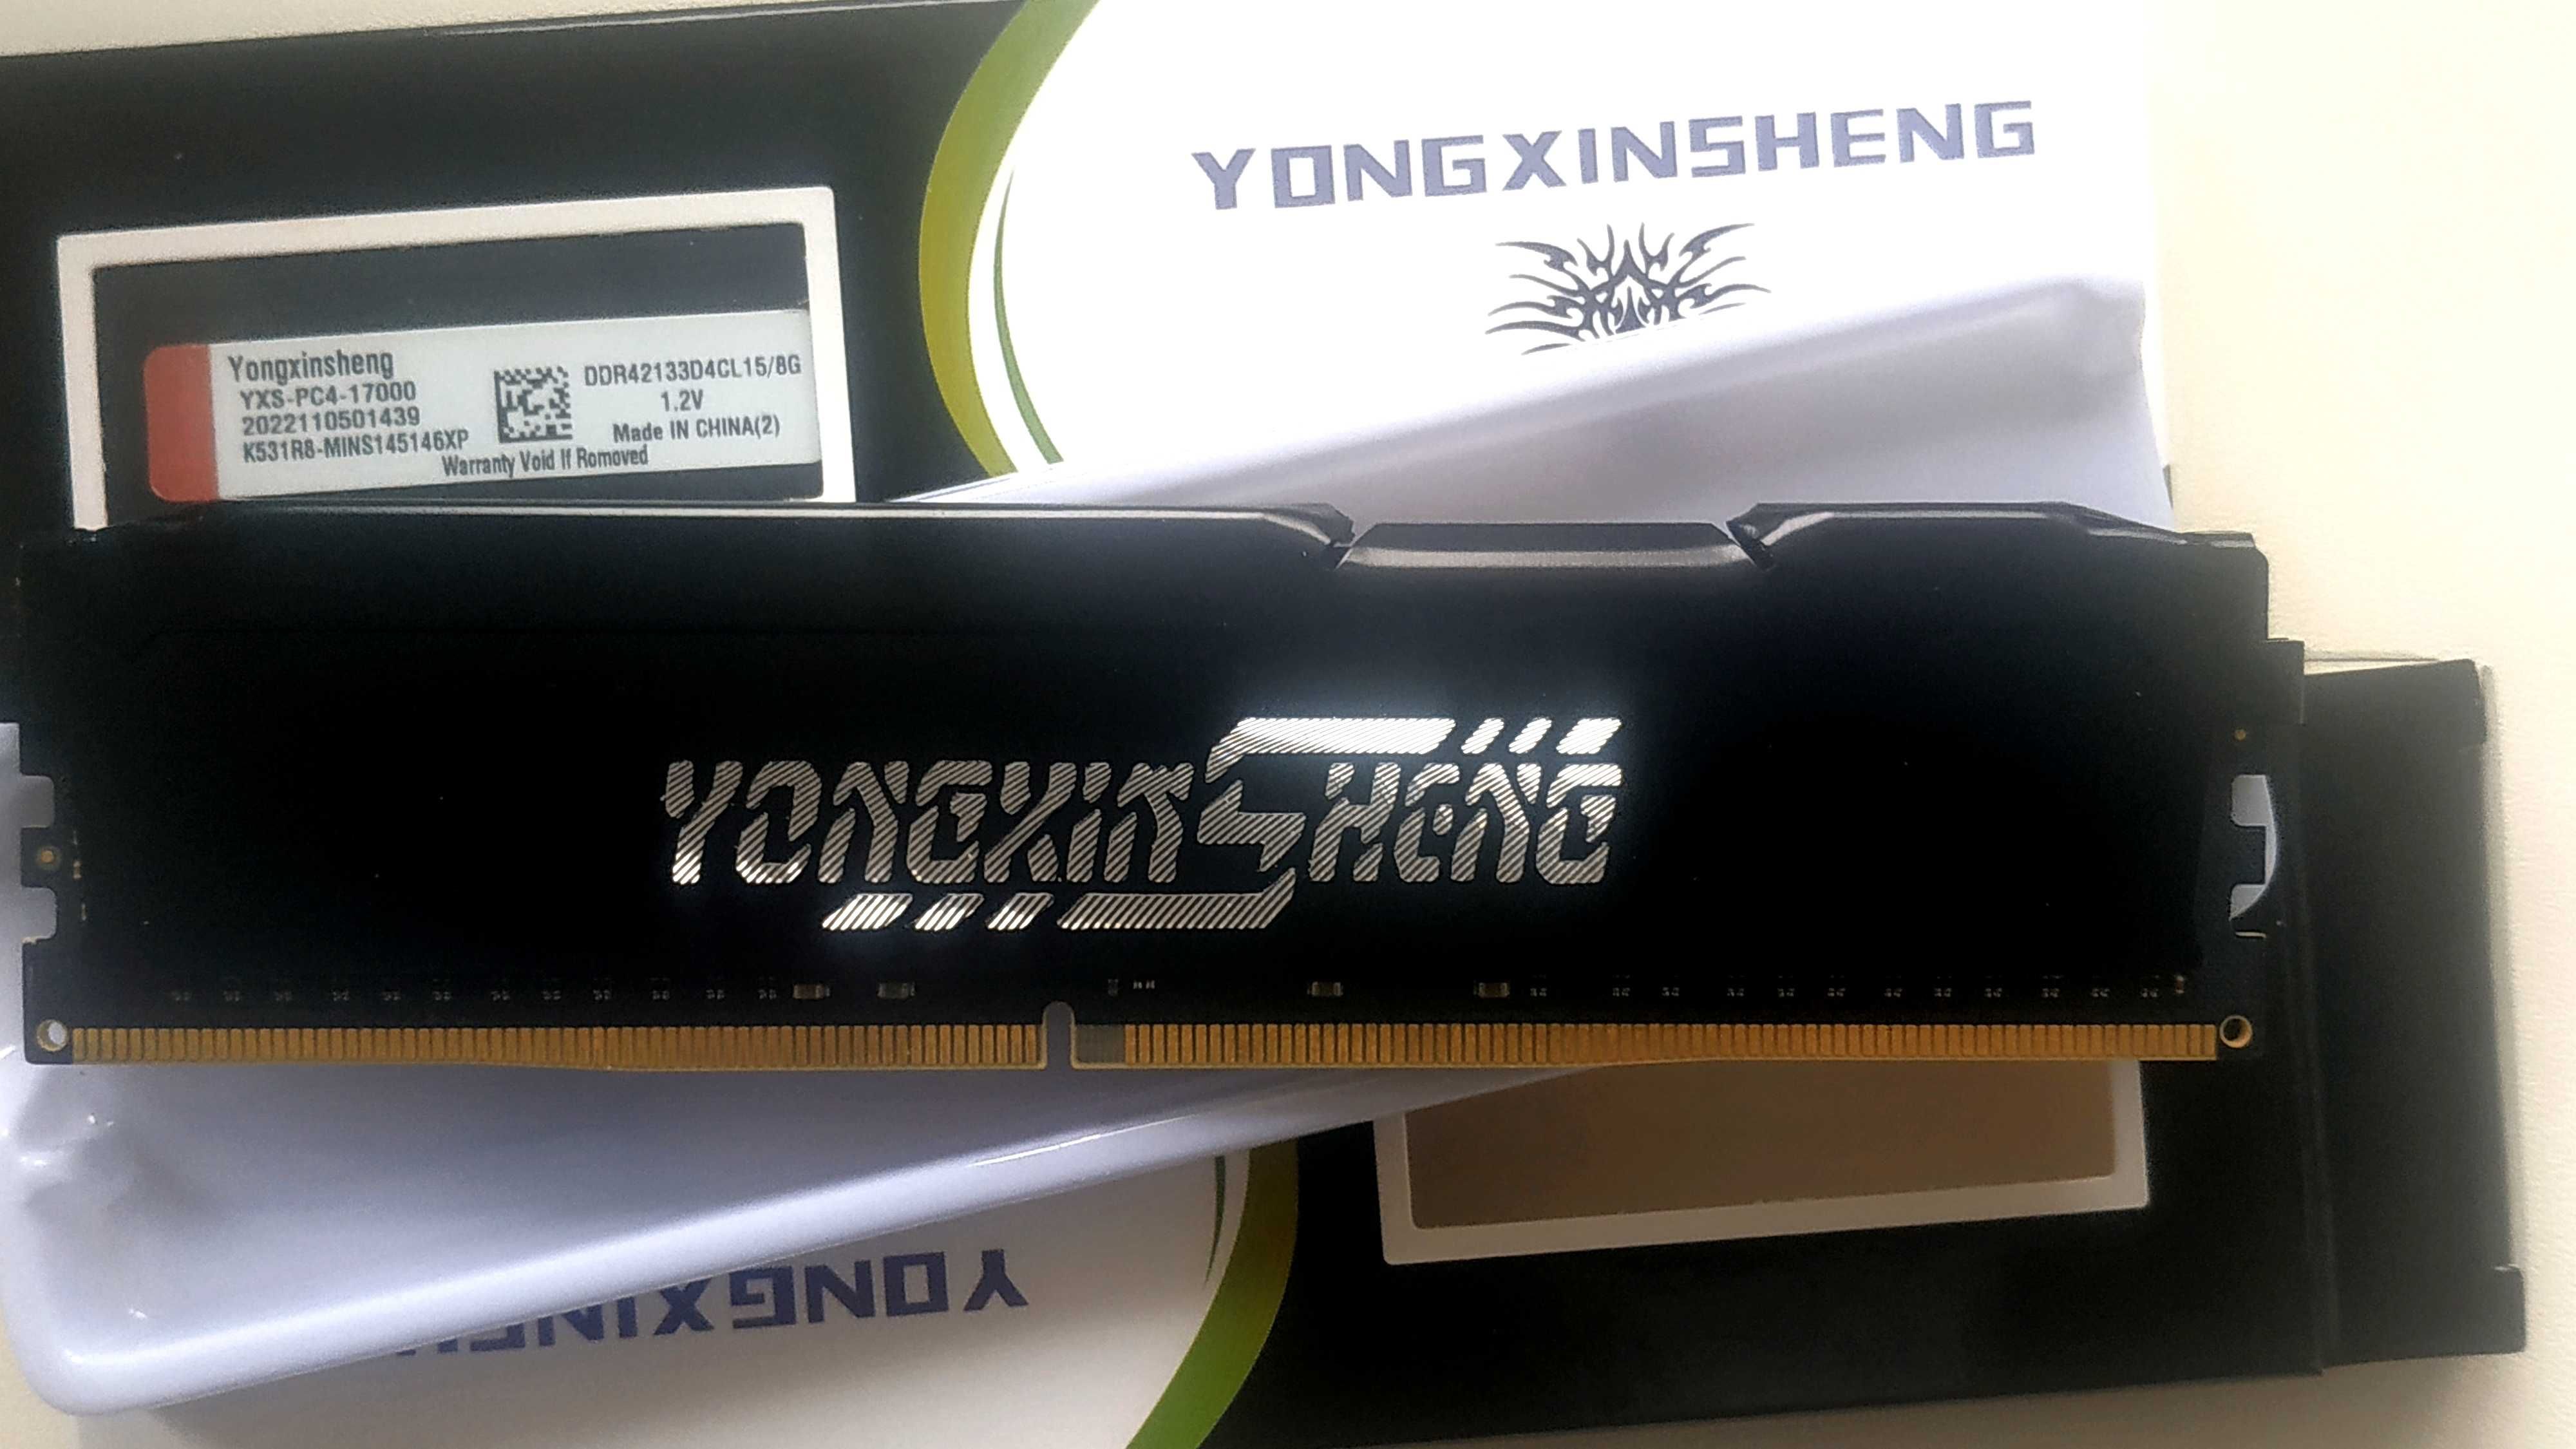 YONGXINSHENG
Yongxinsheng
YXS-PC4-17000
2022110501439
K531R8-MINS145146XP
DDR42133D4CL15/8G
1.2V
Made IN CHINA(2)
Warranty Void If Romoved
YONGXINSHENG
YONGXIN